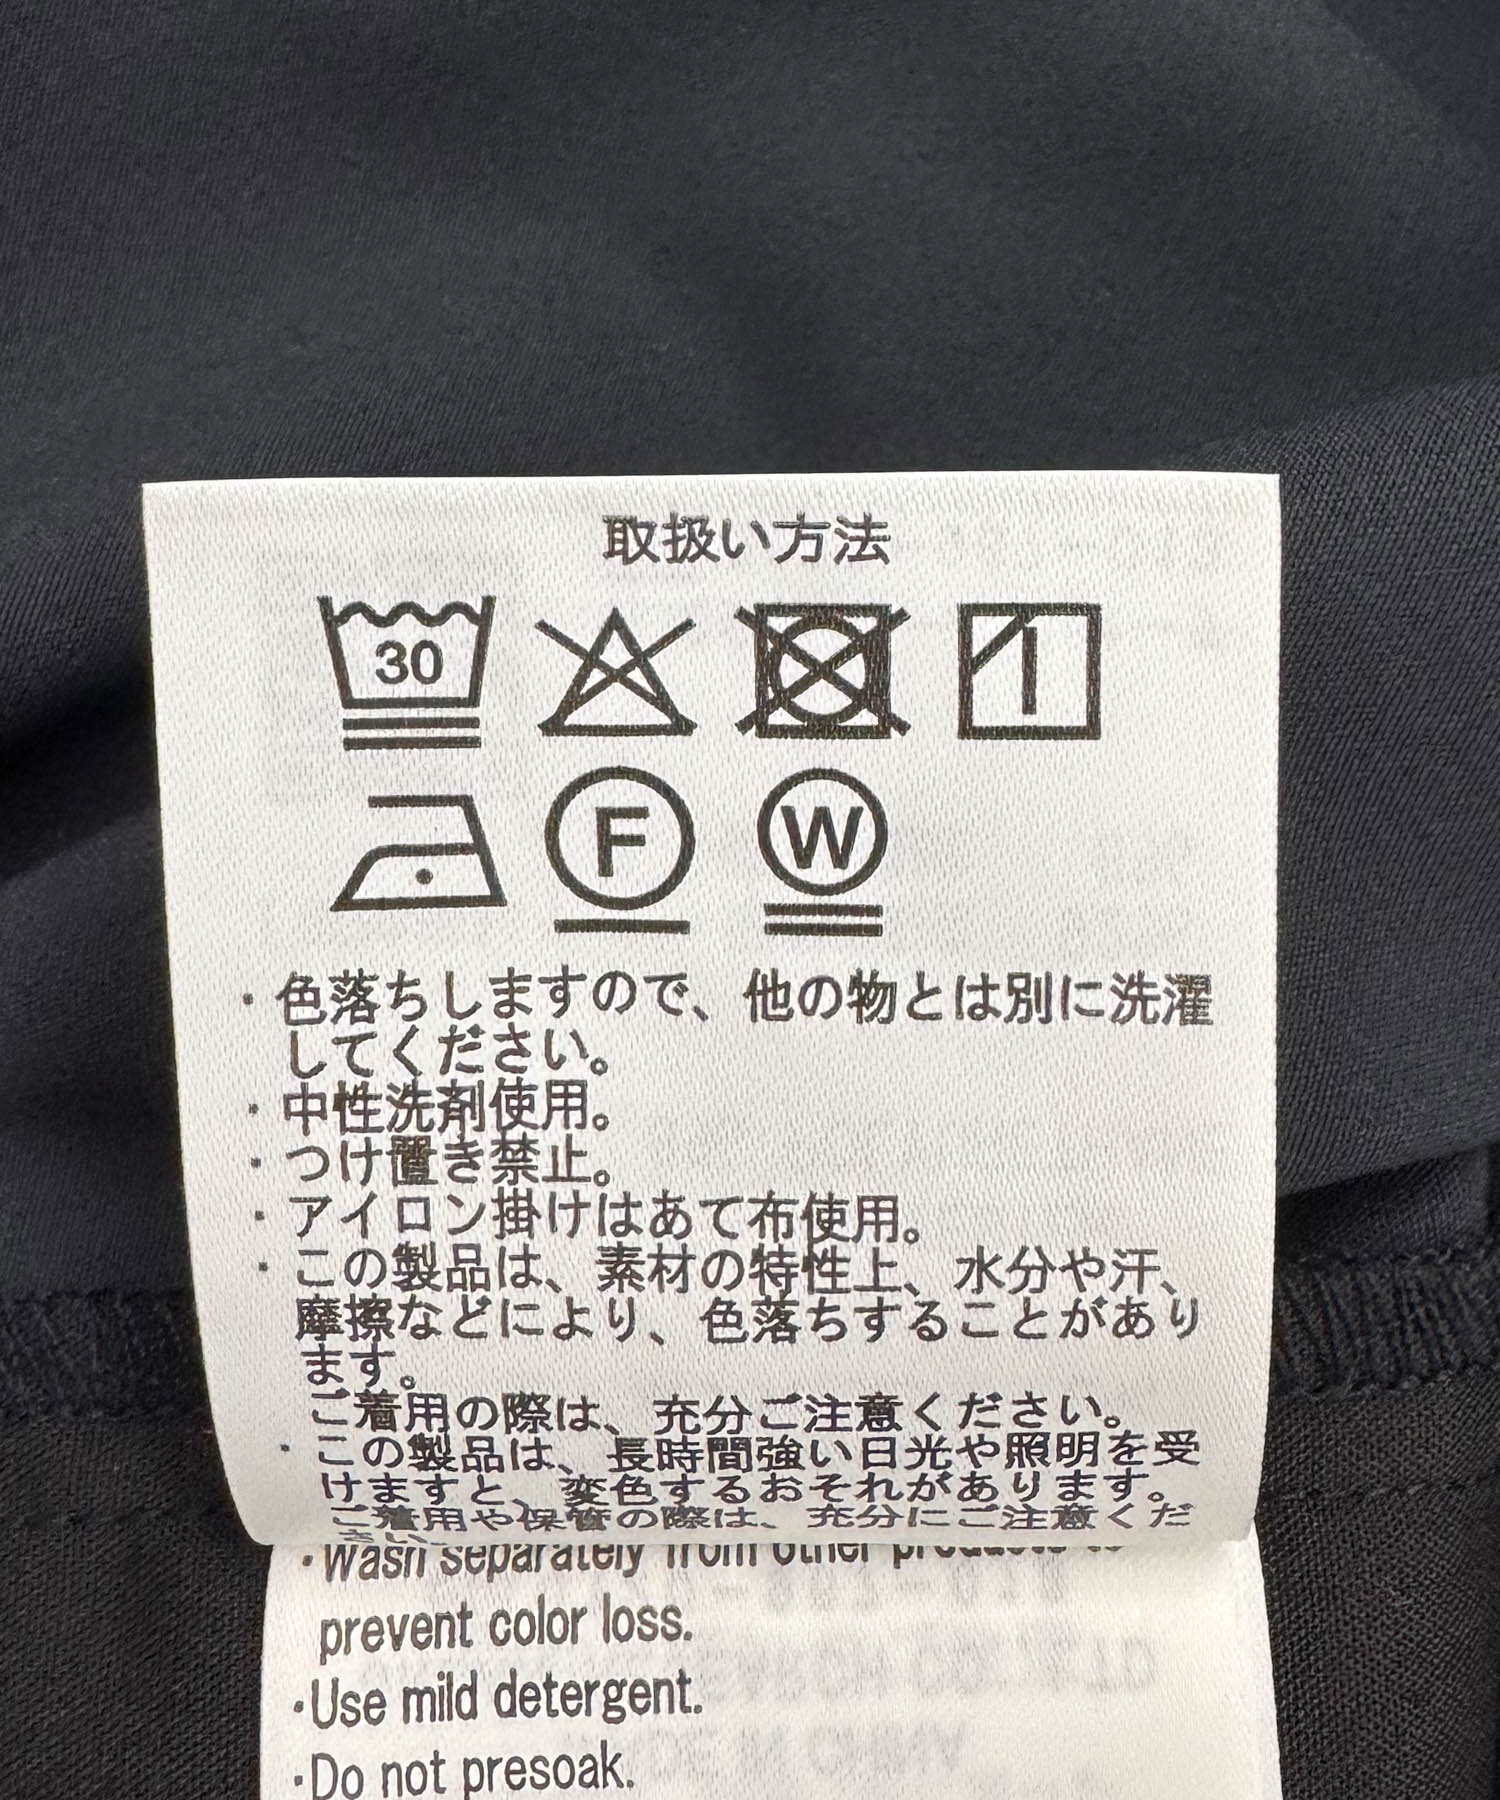 取扱い方法
30
F W
・色落ちしますので、他の物とは別に洗濯
してください。
・中性洗剤使用。
・つけ置き禁止。
・アイロン掛けはあて布使用。
・この製品は、素材の特性上、水分や汗、
摩擦などにより、色落ちすることがあり
ます。
ご着用の際は、充分ご注意ください。
・この製品は、長時間強い日光や照明を受
けますと、変色するおそれがあります。
ご着用や保管の際は、充分にご注意くだ
さい。
・Wash separately from other products to
prevent color loss.
・Use mild detergent.
・Do not presoak.